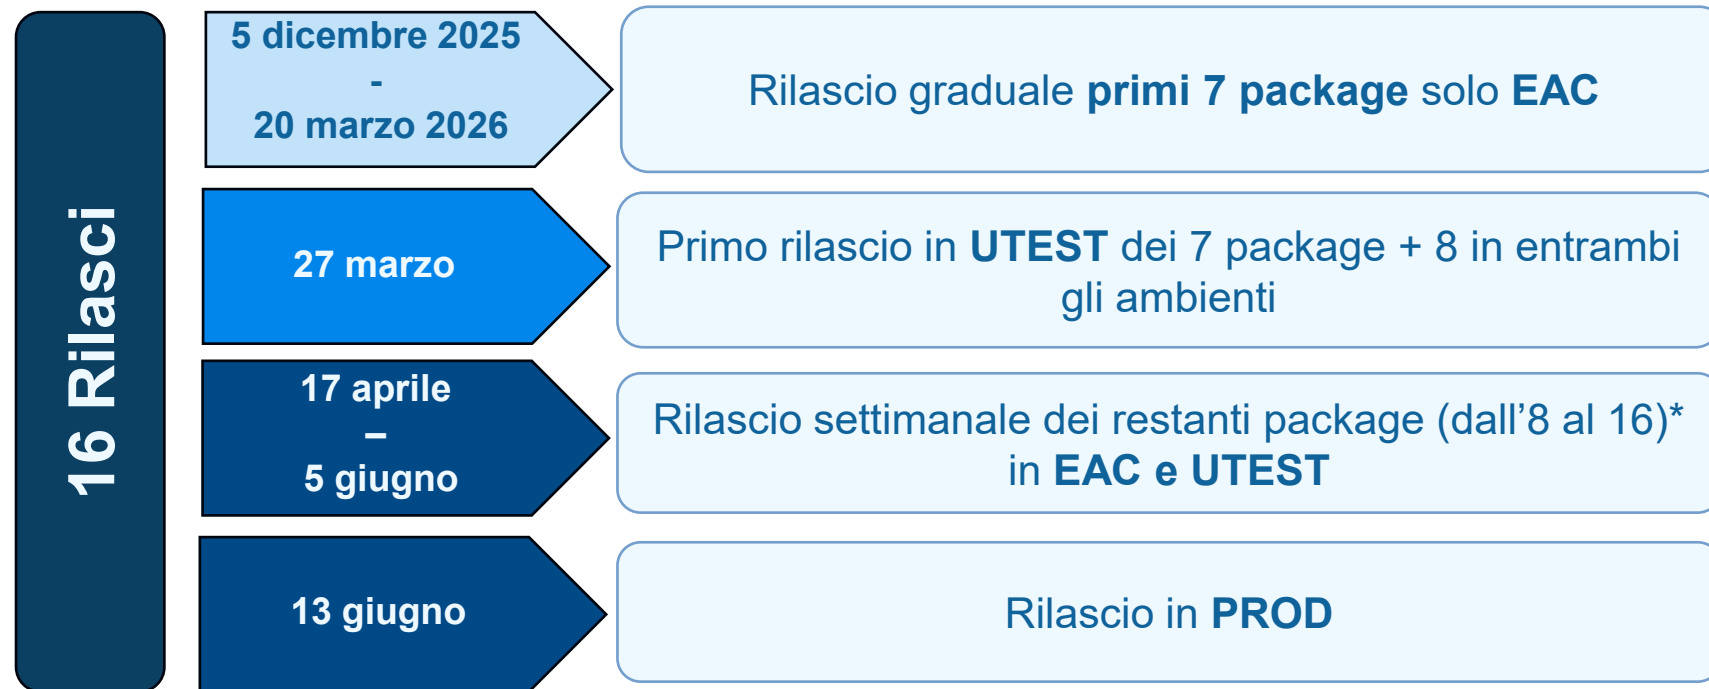 16 Rilasci
5 dicembre 2025
-
20 marzo 2026
Rilascio graduale primi 7 package solo EAC
27 marzo
Primo rilascio in UTEST dei 7 package + 8 in entrambi
gli ambienti
17 aprile
–
5 giugno
Rilascio settimanale dei restanti package (dall’8 al 16)*
in EAC e UTEST
13 giugno
Rilascio in PROD